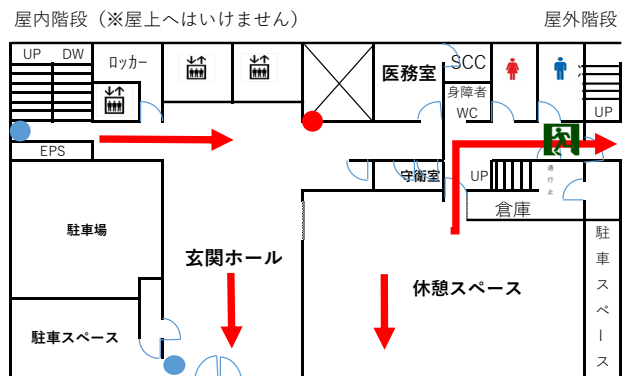 屋内階段（※屋上へはいけません）
屋外階段
UP DW
ロッカー
医務室
SCC
身障者
WC
UP
EPS
守衛室
UP
通行止
倉庫
駐車場
玄関ホール
休憩スペース
駐車スペース
駐車スペース